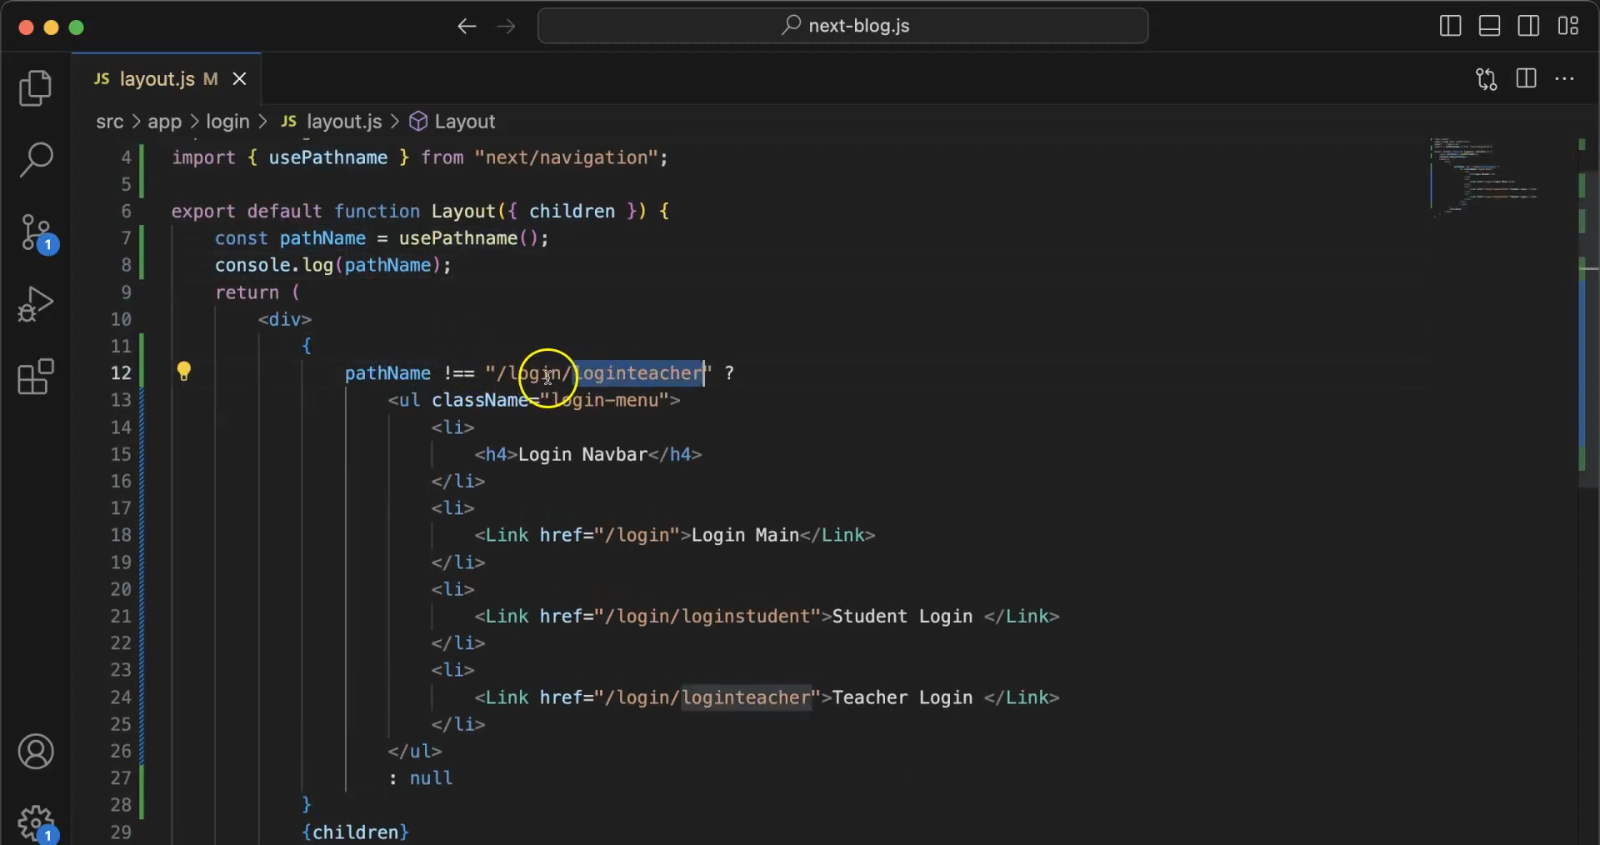 next-blog.js
JS layout.js M
src > app > login > JS layout.js > Layout
4 import { usePathname } from "next/navigation";
5
6 export default function Layout({ children }) {
7 const pathName = usePathname();
8 console.log(pathName);
9 return (
10 <div>
11 {
12 pathName !== "/login/loginteacher" ?
13 <ul className="login-menu">
14 <li>
15 <h4>Login Navbar</h4>
16 </li>
17 <li>
18 <Link href="/login">Login Main</Link>
19 </li>
20 <li>
21 <Link href="/login/loginstudent">Student Login </Link>
22 </li>
23 <li>
24 <Link href="/login/loginteacher">Teacher Login </Link>
25 </li>
26 </ul>
27 : null
28 }
29 {children}
1
1